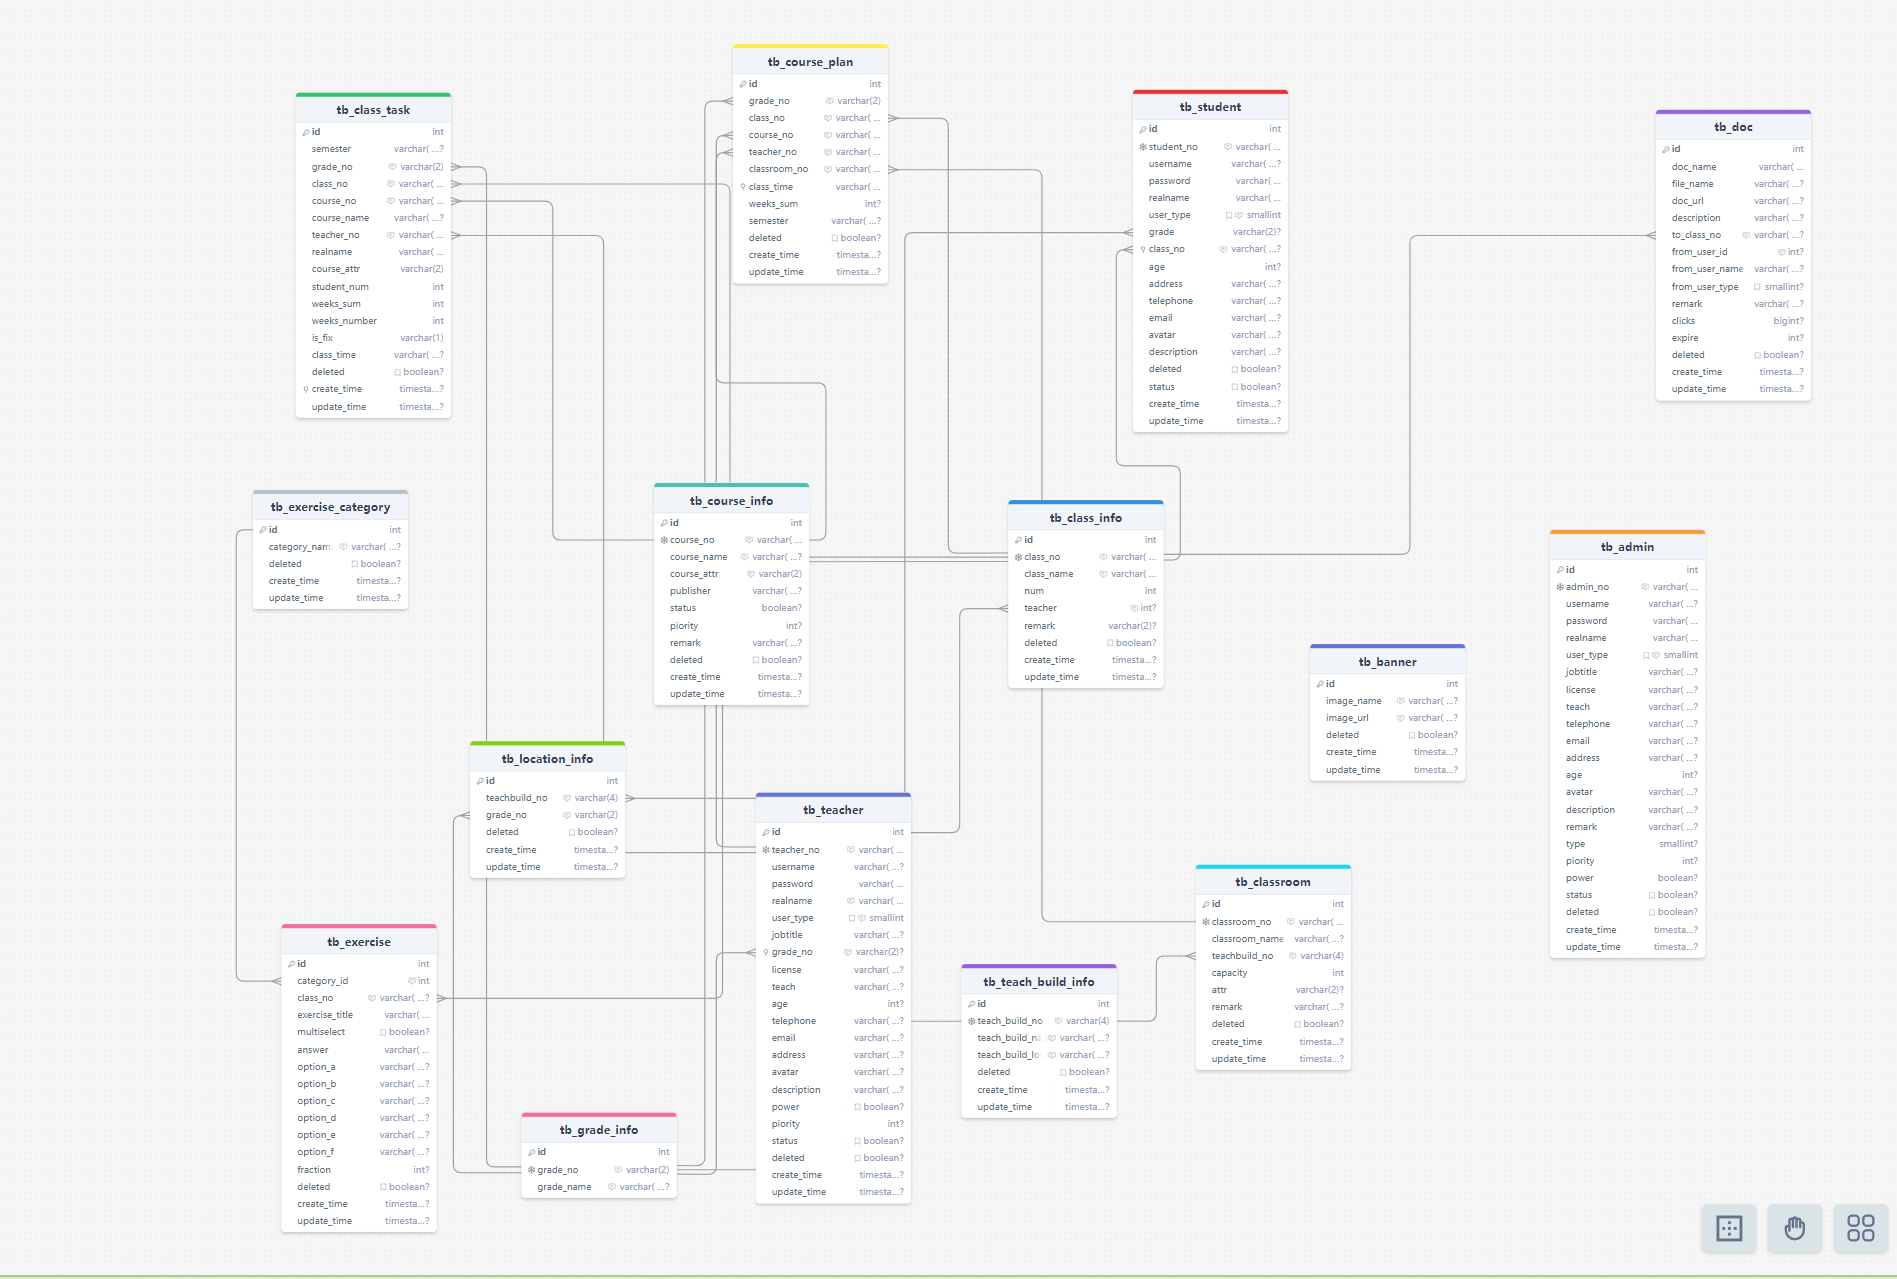 tb_course_plan
id int
grade_no varchar(2)
class_no varchar( ...
course_no varchar( ...
teacher_no varchar( ...
classroom_no varchar( ...
class_time varchar( ...
weeks_sum int?
semester varchar( ...?
deleted boolean?
create_time timesta...?
update_time timesta...?
tb_class_task
id int
semester varchar( ...?
grade_no varchar(2)
class_no varchar( ...
course_no varchar( ...
course_name varchar( ...?
teacher_no varchar( ...
realname varchar( ...
course_attr varchar(2)
student_num int
weeks_sum int
weeks_number int
is_fix varchar(1)
class_time varchar( ...?
deleted boolean?
create_time timesta...?
update_time timesta...?
tb_student
id int
student_no varchar( ...
username varchar( ...
password varchar( ...
realname varchar( ...
user_type smallint
grade varchar(2)?
class_no varchar( ...?
age int?
address varchar( ...?
telephone varchar( ...?
email varchar( ...?
avatar varchar( ...?
description varchar( ...?
deleted boolean?
status boolean?
create_time timesta...?
update_time timesta...?
tb_doc
id int
doc_name varchar( ...
file_name varchar( ...?
doc_url varchar( ...?
description varchar( ...?
to_class_no varchar( ...?
from_user_id int?
from_user_name varchar( ...?
from_user_type smallint?
remark varchar( ...?
clicks bigint?
expire int?
deleted boolean?
create_time timesta...?
update_time timesta...?
tb_exercise_category
id int
category_nam varchar( ...?
deleted boolean?
create_time timesta...?
update_time timesta...?
tb_course_info
id int
course_no varchar( ...
course_name varchar( ...?
course_attr varchar(2)
publisher varchar( ...?
status boolean?
piority int?
remark varchar( ...?
deleted boolean?
create_time timesta...?
update_time timesta...?
tb_class_info
id int
class_no varchar( ...
class_name varchar( ...
num int
teacher int?
remark varchar(2)?
deleted boolean?
create_time timesta...?
update_time timesta...?
tb_admin
id int
admin_no varchar( ...
username varchar( ...?
password varchar( ...
realname varchar( ...
user_type smallint
jobtitle varchar( ...?
license varchar( ...?
teach varchar( ...?
telephone varchar( ...?
email varchar( ...?
address varchar( ...?
age int?
avatar varchar( ...?
description varchar( ...?
remark varchar( ...?
type smallint?
piority int?
power boolean?
status boolean?
deleted boolean?
create_time timesta...?
update_time timesta...?
tb_banner
id int
image_name varchar( ...?
image_url varchar( ...?
deleted boolean?
create_time timesta...?
update_time timesta...?
tb_location_info
id int
teachbuild_no varchar(4)
grade_no varchar(2)
deleted boolean?
create_time timesta...?
update_time timesta...?
tb_teacher
id int
teacher_no varchar( ...
username varchar( ...?
password varchar( ...
realname varchar( ...
user_type smallint
jobtitle varchar( ...?
grade_no varchar(2)?
license varchar( ...?
teach varchar( ...?
age int?
telephone varchar( ...?
email varchar( ...?
address varchar( ...?
avatar varchar( ...?
description varchar( ...?
power boolean?
piority int?
status boolean?
deleted boolean?
create_time timesta...?
update_time timesta...?
tb_classroom
id int
classroom_no varchar( ...
classroom_name varchar( ...?
teachbuild_no varchar(4)
capacity int
attr varchar(2)?
remark varchar( ...?
deleted boolean?
create_time timesta...?
update_time timesta...?
tb_exercise
id int
category_id int
class_no varchar( ...?
exercise_title varchar( ...
multiselect boolean?
answer varchar( ...
option_a varchar( ...?
option_b varchar( ...?
option_c varchar( ...?
option_d varchar( ...?
option_e varchar( ...?
option_f varchar( ...?
fraction int?
deleted boolean?
create_time timesta...?
update_time timesta...?
tb_teach_build_info
id int
teach_build_no varchar(4)
teach_build_na varchar( ...?
teach_build_lo varchar( ...?
deleted boolean?
create_time timesta...?
update_time timesta...?
tb_grade_info
id int
grade_no varchar(2)
grade_name varchar( ...?